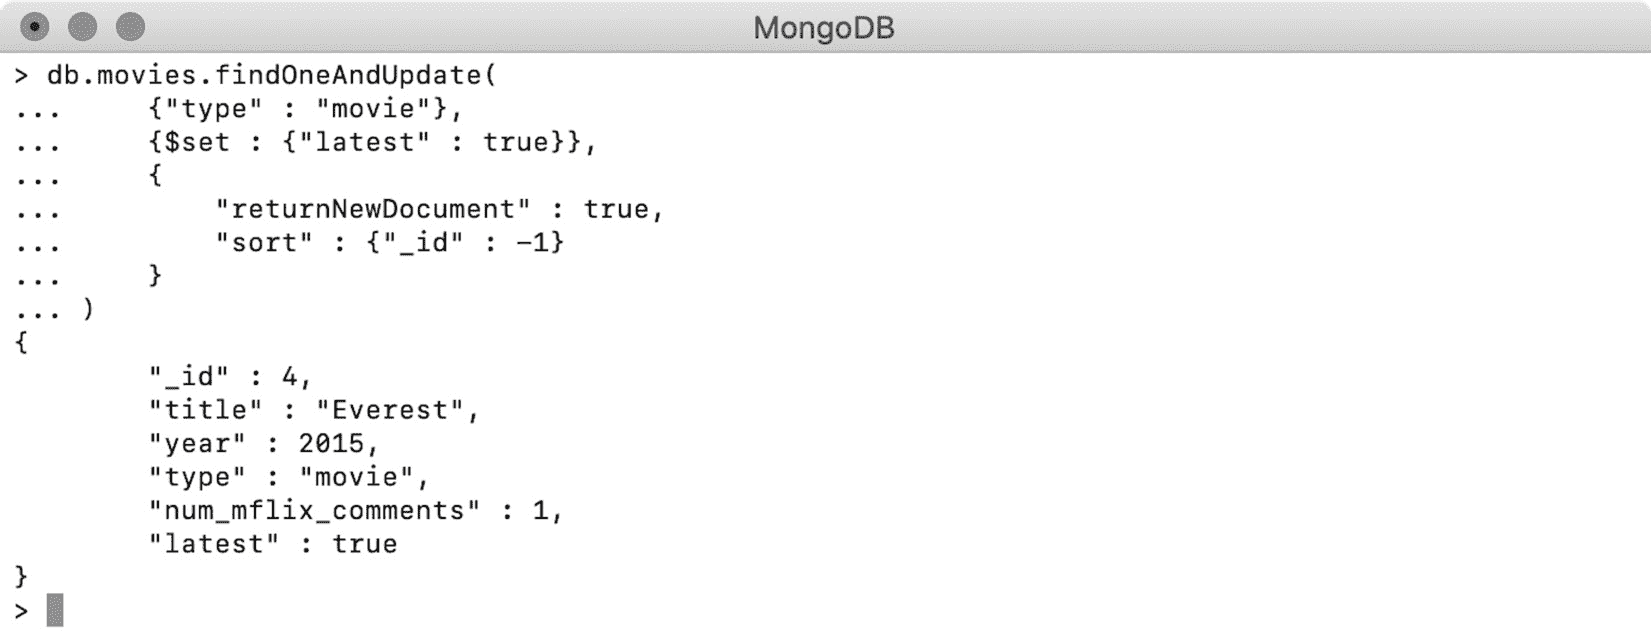 MongoDB
> db.movies.findOneAndUpdate(
...     {"type" : "movie"},
...     {$set : {"latest" : true}},
...     {
...         "returnNewDocument" : true,
...         "sort" : {"_id" : -1}
...     }
... )
{
        "_id" : 4,
        "title" : "Everest",
        "year" : 2015,
        "type" : "movie",
        "num_mflix_comments" : 1,
        "latest" : true
}
>